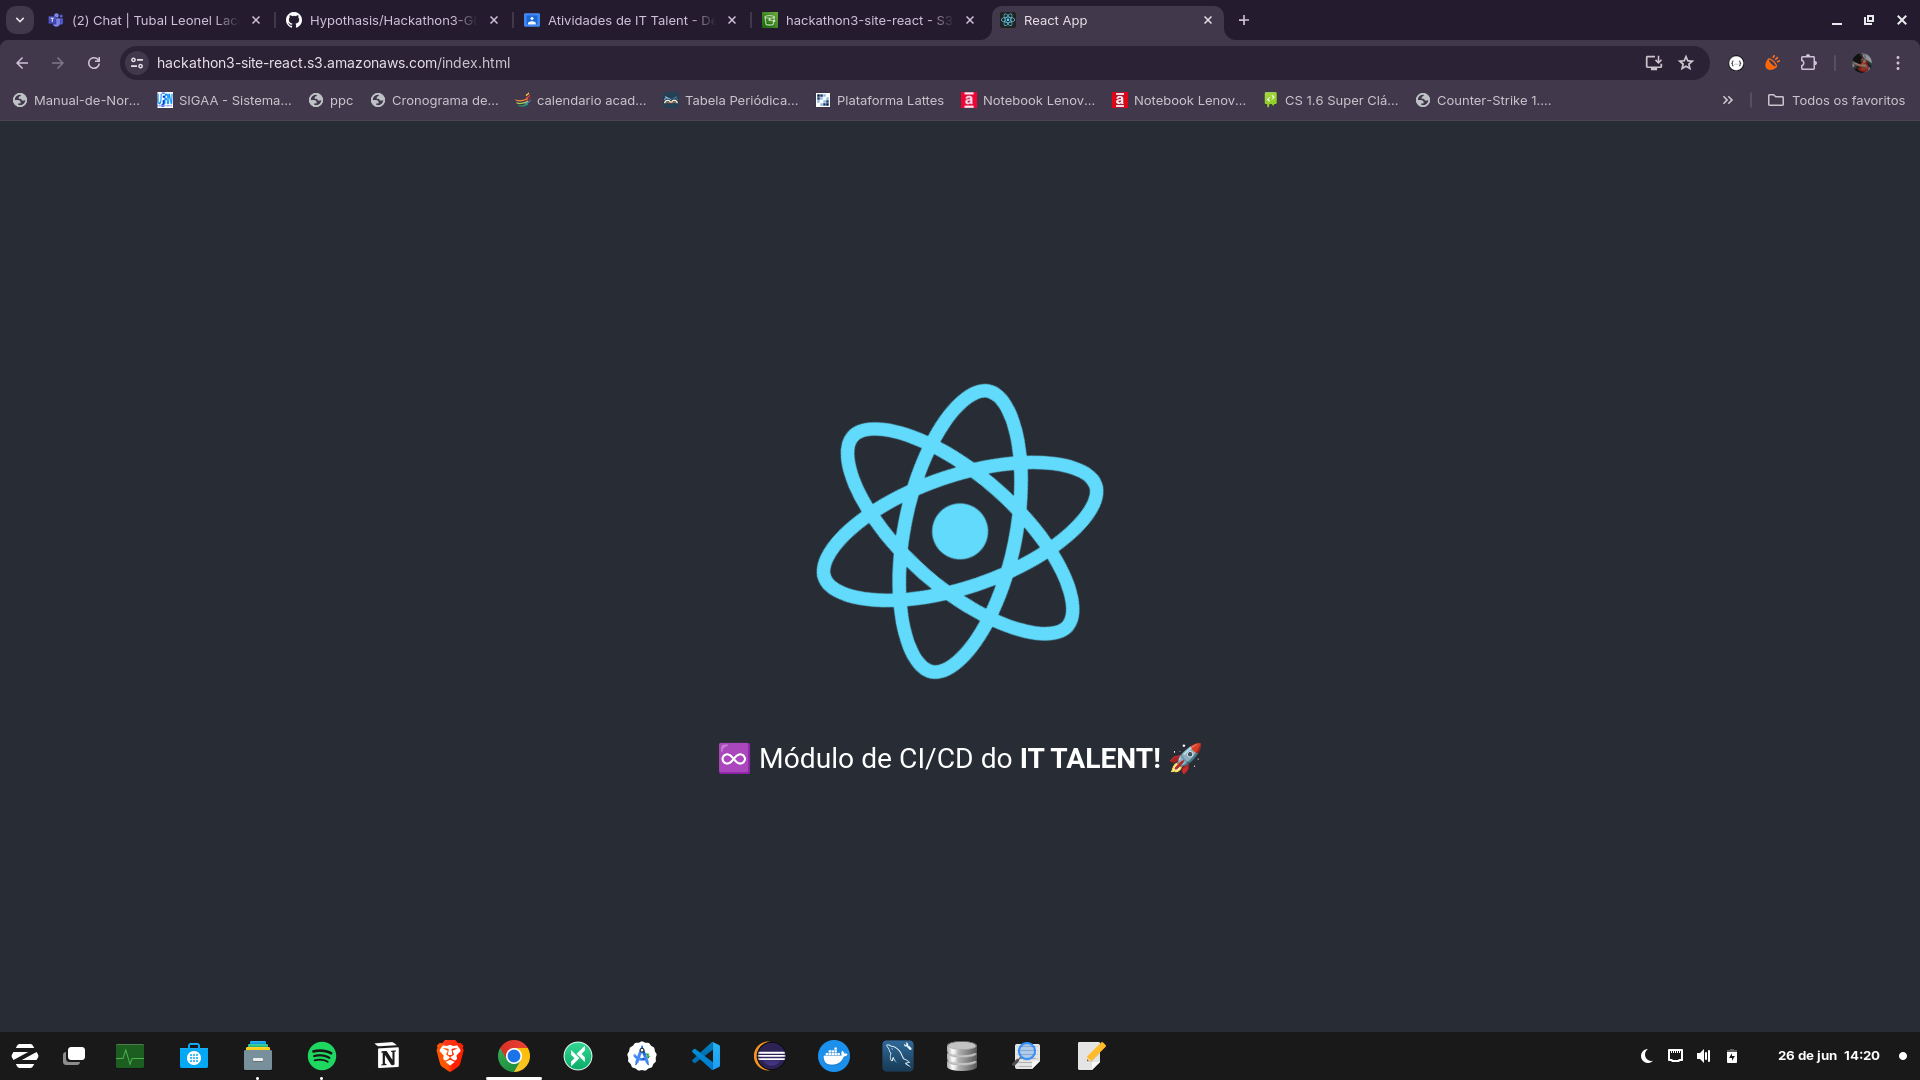 (2) Chat | Tubal Leonel Lac
Hypothasis/Hackathon3-G
Atividades de IT Talent - D
hackathon3-site-react - S3
React App
hackathon3-site-react.s3.amazonaws.com/index.html
Manual-de-Nor...
SIGAA - Sistema...
ppc
Cronograma de...
calendario acad...
Tabela Periódica...
Plataforma Lattes
Notebook Lenov...
Notebook Lenov...
CS 1.6 Super Clá...
Counter-Strike 1....
Todos os favoritos
♾️ Módulo de CI/CD do IT TALENT! 🚀
26 de jun 14:20